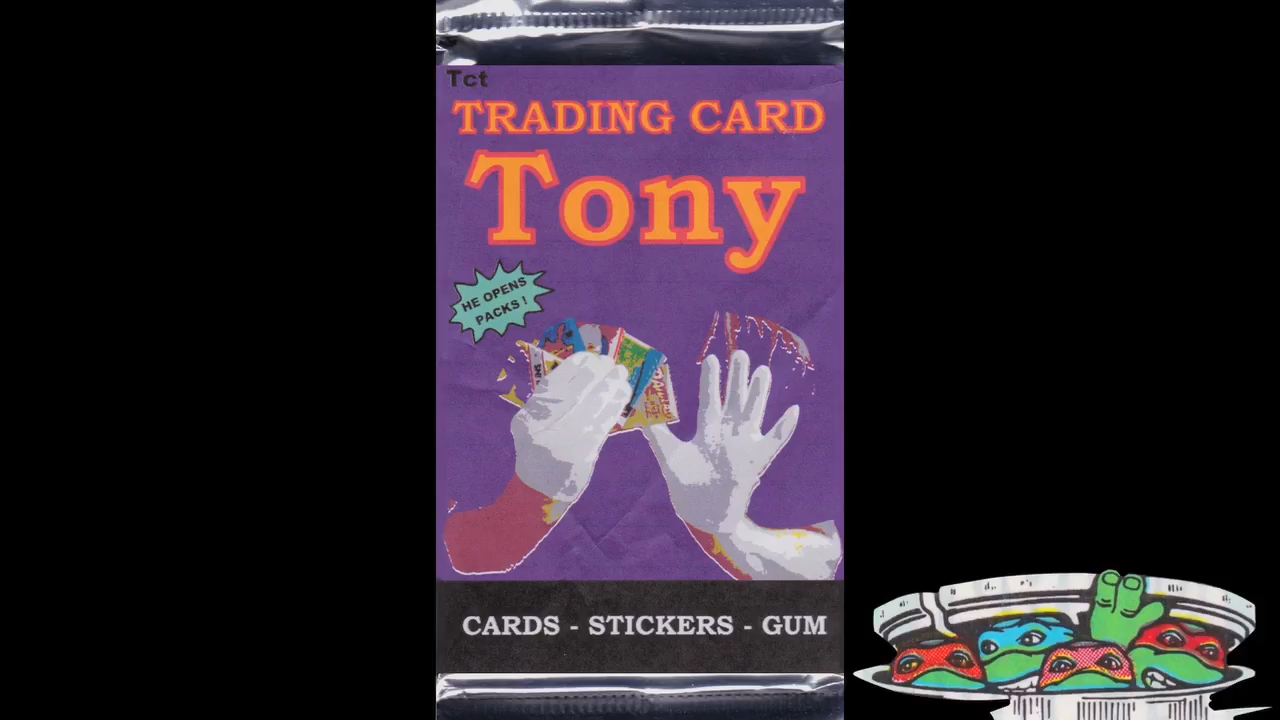 Tct
TRADING CARD
Tony
HE OPENS
PACKS!
CARDS - STICKERS - GUM